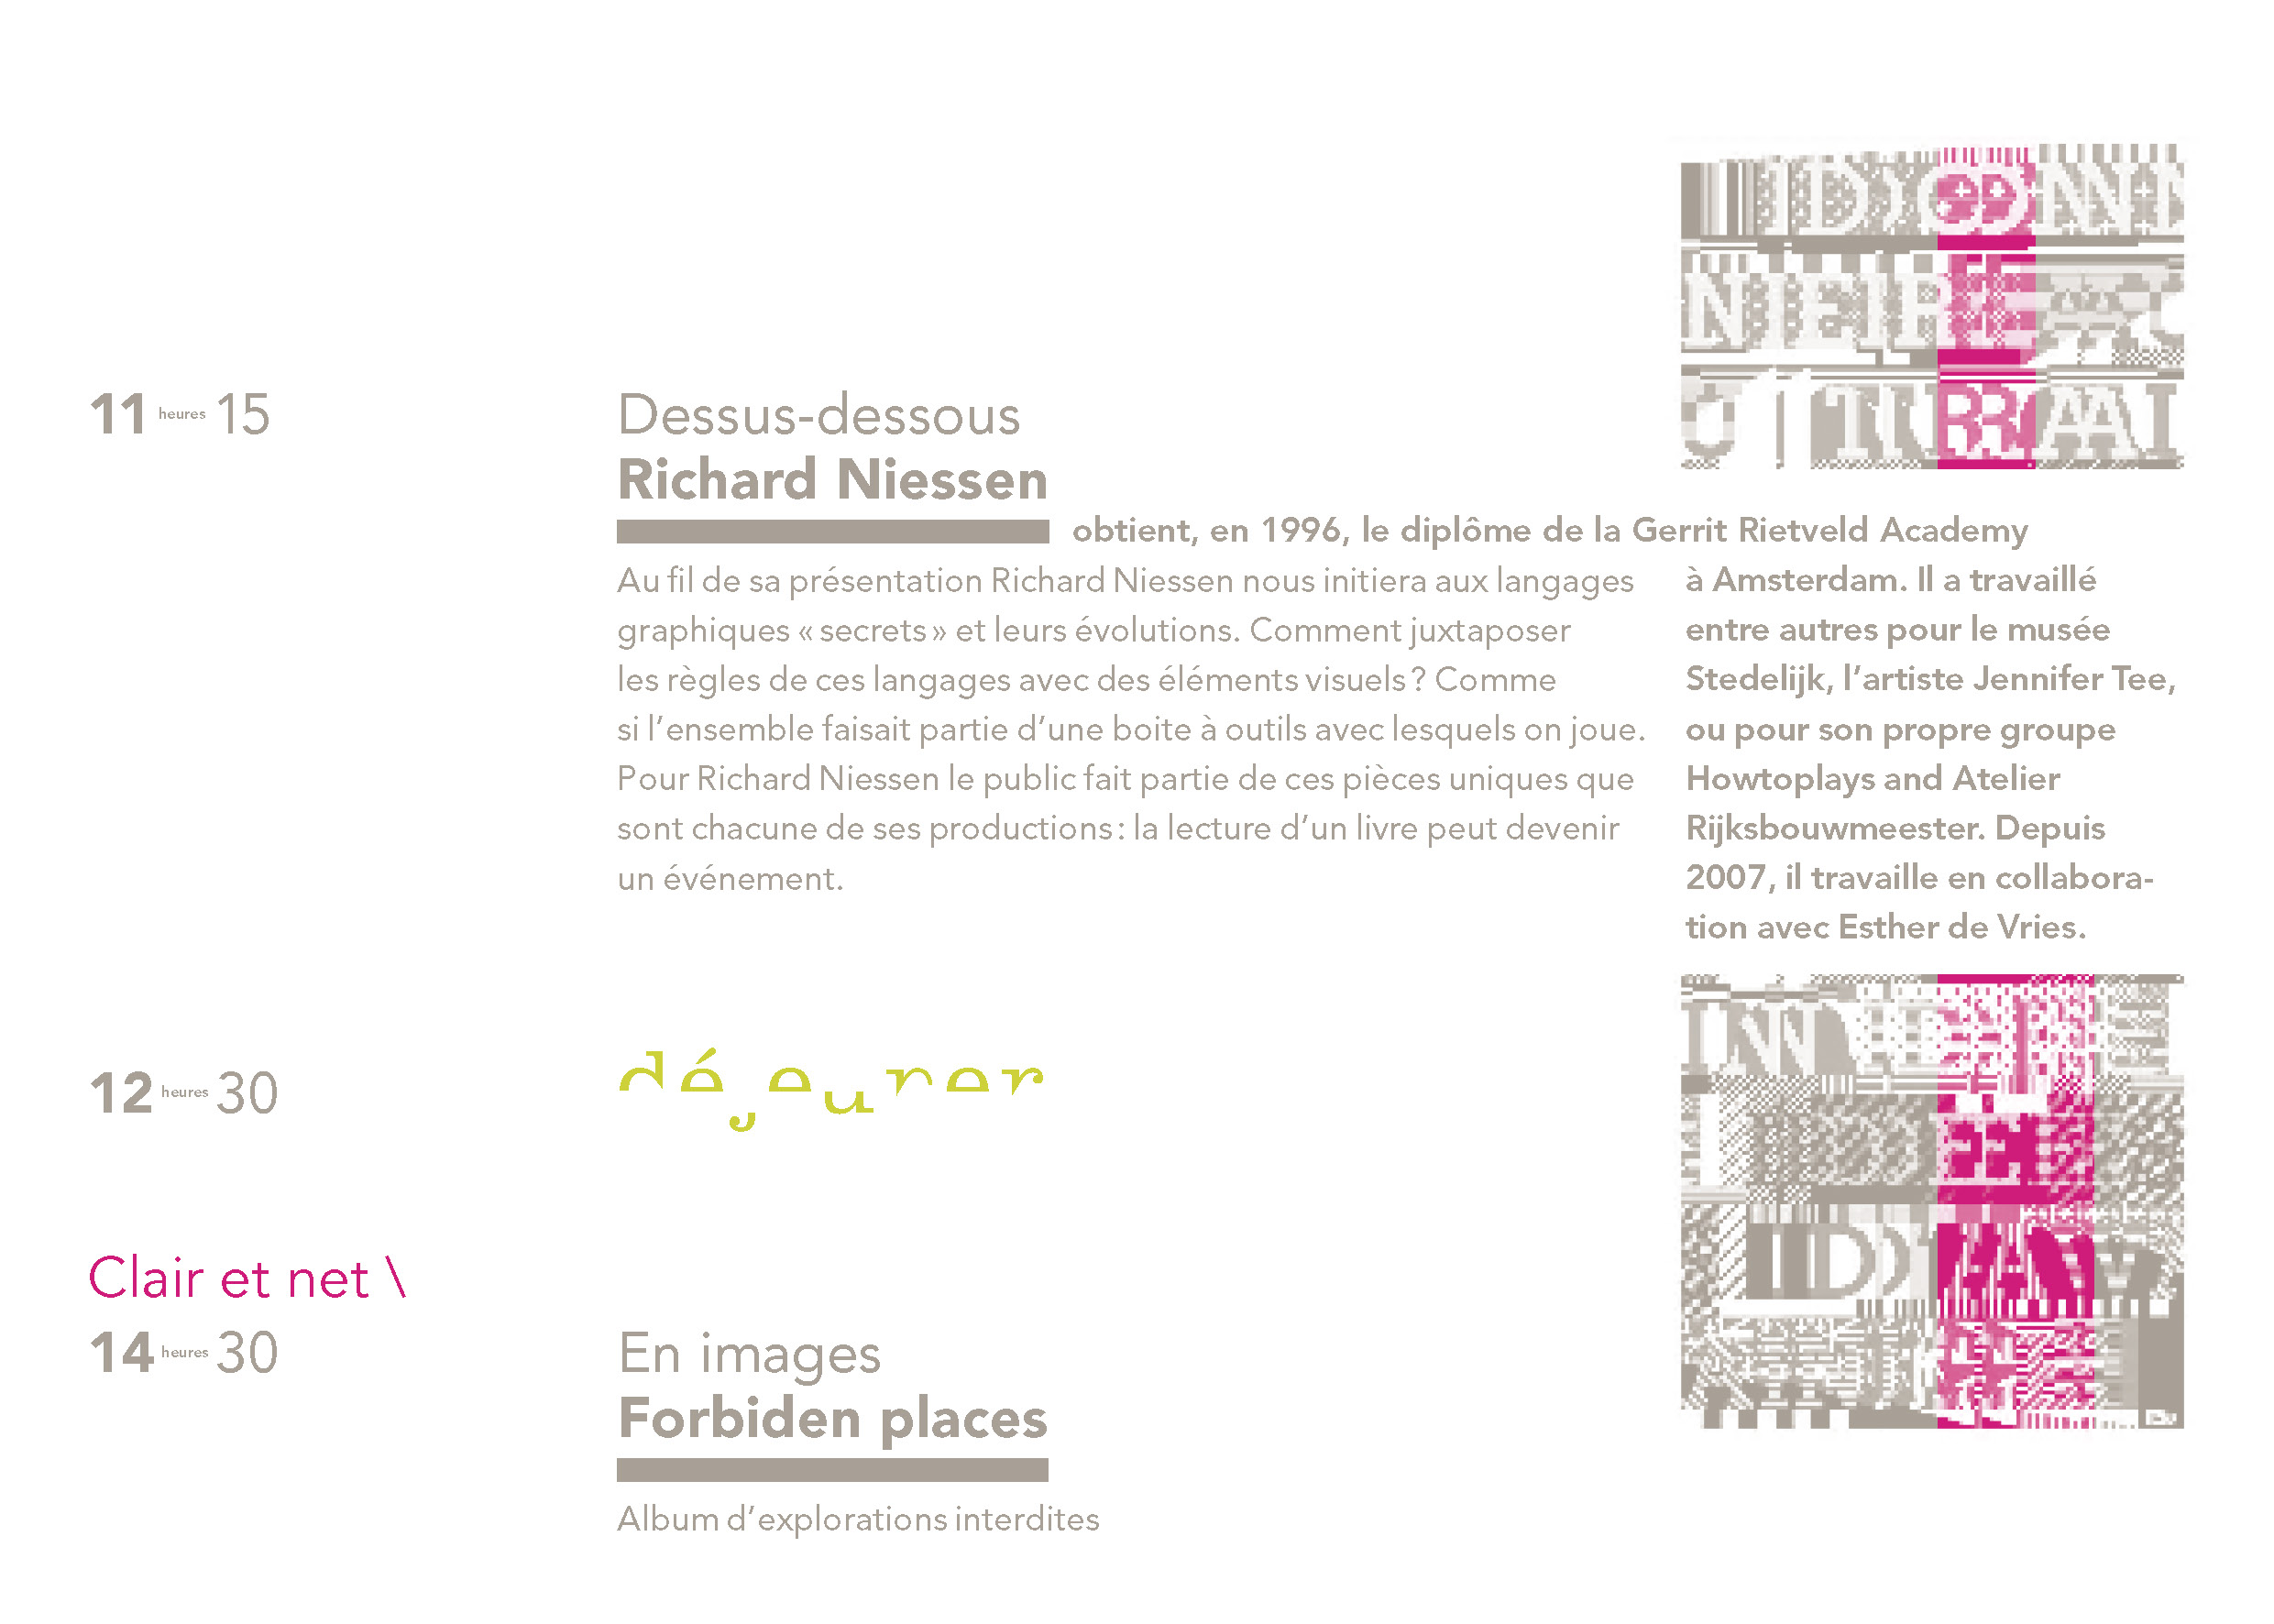 11 heures 15
Dessus-dessous
Richard Niessen
obtient, en 1996, le diplôme de la Gerrit Rietveld Academy
à Amsterdam. Il a travaillé
entre autres pour le musée
Stedelijk, l’artiste Jennifer Tee,
ou pour son propre groupe
Howtoplays and Atelier
Rijksbouwmeester. Depuis
2007, il travaille en collabora-
tion avec Esther de Vries.
Au fil de sa présentation Richard Niessen nous initiera aux langages
graphiques « secrets » et leurs évolutions. Comment juxtaposer
les règles de ces langages avec des éléments visuels ? Comme
si l’ensemble faisait partie d’une boite à outils avec lesquels on joue.
Pour Richard Niessen le public fait partie de ces pièces uniques que
sont chacune de ses productions : la lecture d’un livre peut devenir
un événement.
12 heures 30
déjeuner
Clair et net \
14 heures 30
En images
Forbiden places
Album d’explorations interdites